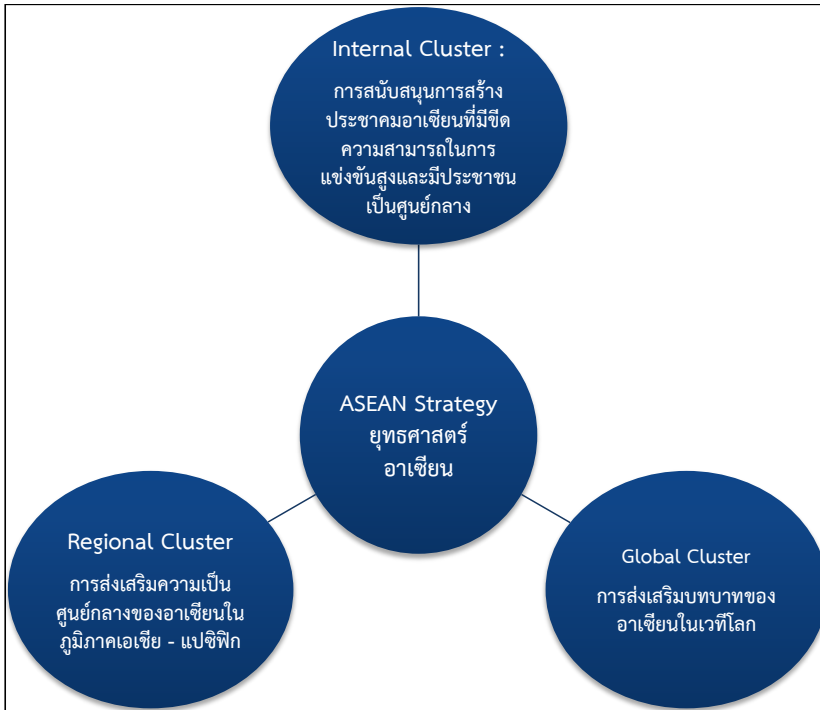 Internal Cluster :
การสนับสนุนการสร้าง
ประชาคมอาเซียนที่มีขีด
ความสามารถในการ
แข่งขันสูงและมีประชาชน
เป็นศูนย์กลาง
ASEAN Strategy
ยุทธศาสตร์
อาเซียน
Regional Cluster
การส่งเสริมความเป็น
ศูนย์กลางของอาเซียนใน
ภูมิภาคเอเชีย - แปซิฟิก
Global Cluster
การส่งเสริมบทบาทของ
อาเซียนในเวทีโลก